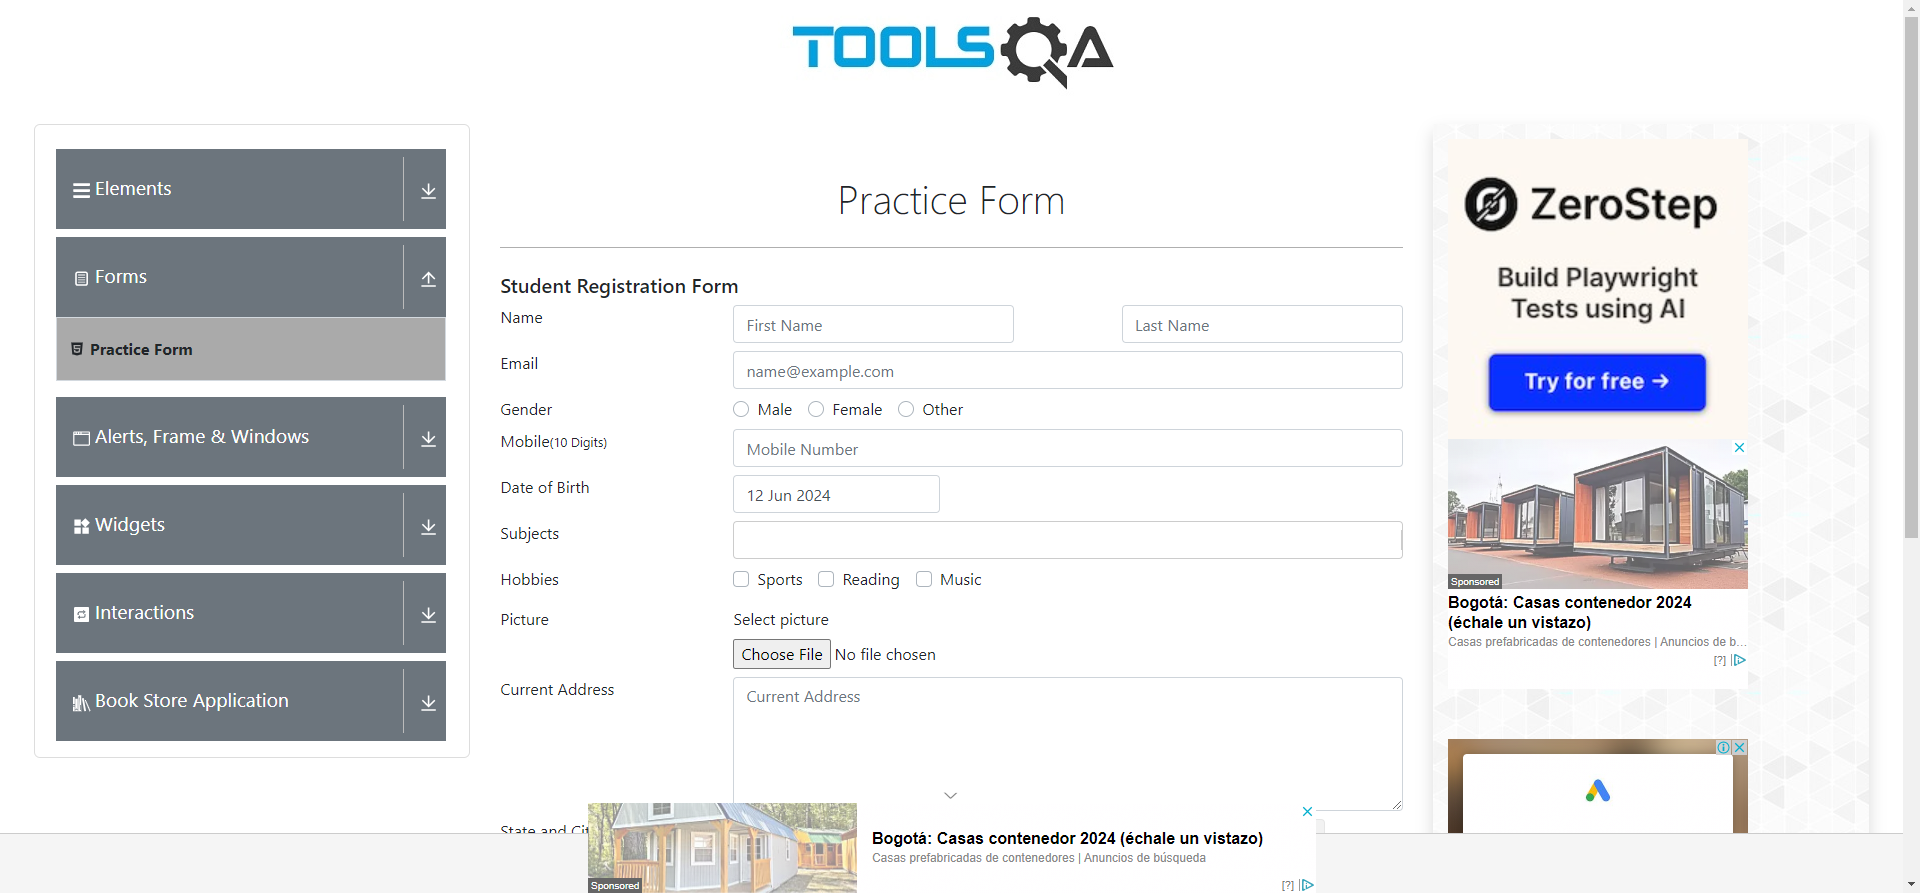 TOOLSQA
Elements
Forms
Practice Form
Alerts, Frame & Windows
Widgets
Interactions
Book Store Application
Practice Form
Student Registration Form
Name
First Name
Last Name
Email
name@example.com
Gender
Male
Female
Other
Mobile(10 Digits)
Mobile Number
Date of Birth
12 Jun 2024
Subjects
Hobbies
Sports
Reading
Music
Picture
Select picture
Choose File
No file chosen
Current Address
Current Address
State and Cit
ZeroStep
Build Playwright
Tests using AI
Try for free →
Sponsored
Bogotá: Casas contenedor 2024
(échale un vistazo)
Casas prefabricadas de contenedores | Anuncios de b...
[?]
Sponsored
Bogotá: Casas contenedor 2024 (échale un vistazo)
Casas prefabricadas de contenedores | Anuncios de búsqueda
[?]